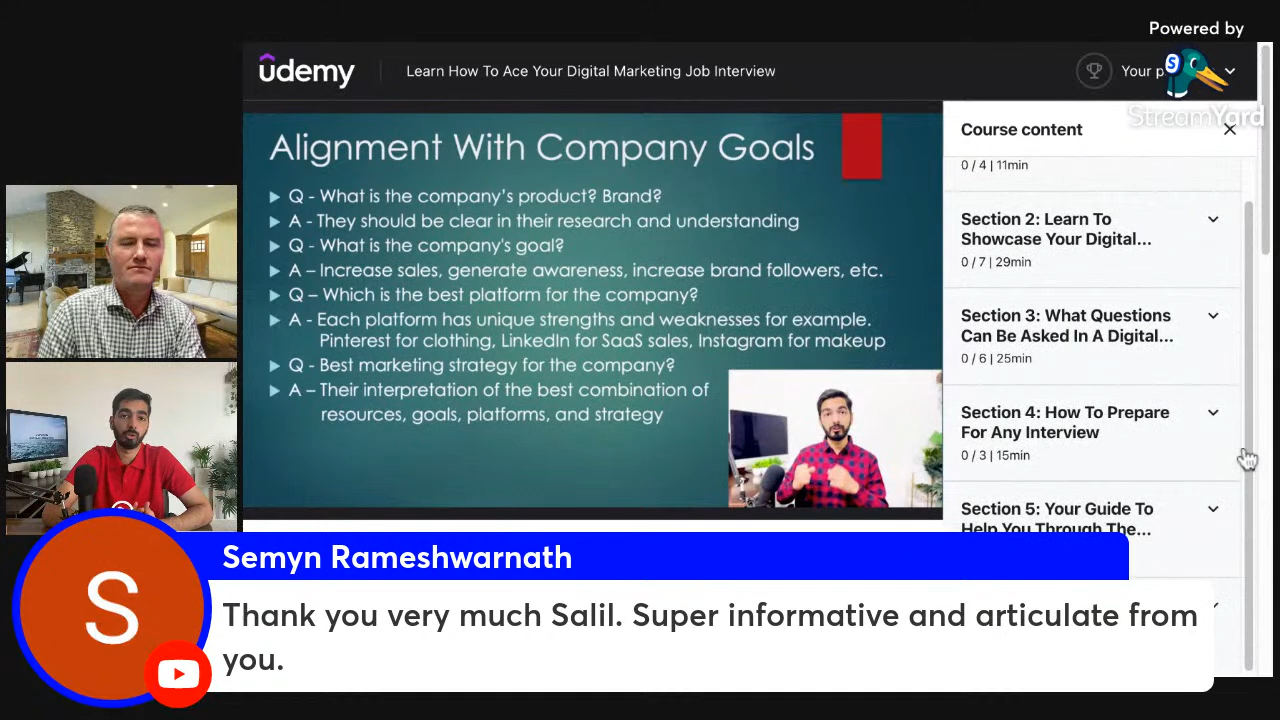 Powered by
StreamYard
udemy
Learn How To Ace Your Digital Marketing Job Interview
Your p
Alignment With Company Goals
Q - What is the company's product? Brand?
A - They should be clear in their research and understanding
Q - What is the company's goal?
A – Increase sales, generate awareness, increase brand followers, etc.
Q – Which is the best platform for the company?
A - Each platform has unique strengths and weaknesses for example.
Pinterest for clothing, LinkedIn for SaaS sales, Instagram for makeup
Q - Best marketing strategy for the company?
A – Their interpretation of the best combination of
resources, goals, platforms, and strategy
Course content
0 / 4 | 11min
Section 2: Learn To
Showcase Your Digital...
0 / 7 | 29min
Section 3: What Questions
Can Be Asked In A Digital...
0 / 6 | 25min
Section 4: How To Prepare
For Any Interview
0 / 3 | 15min
Section 5: Your Guide To
Help You Through The...
S
Semyn Rameshwarnath
Thank you very much Salil. Super informative and articulate from
you.